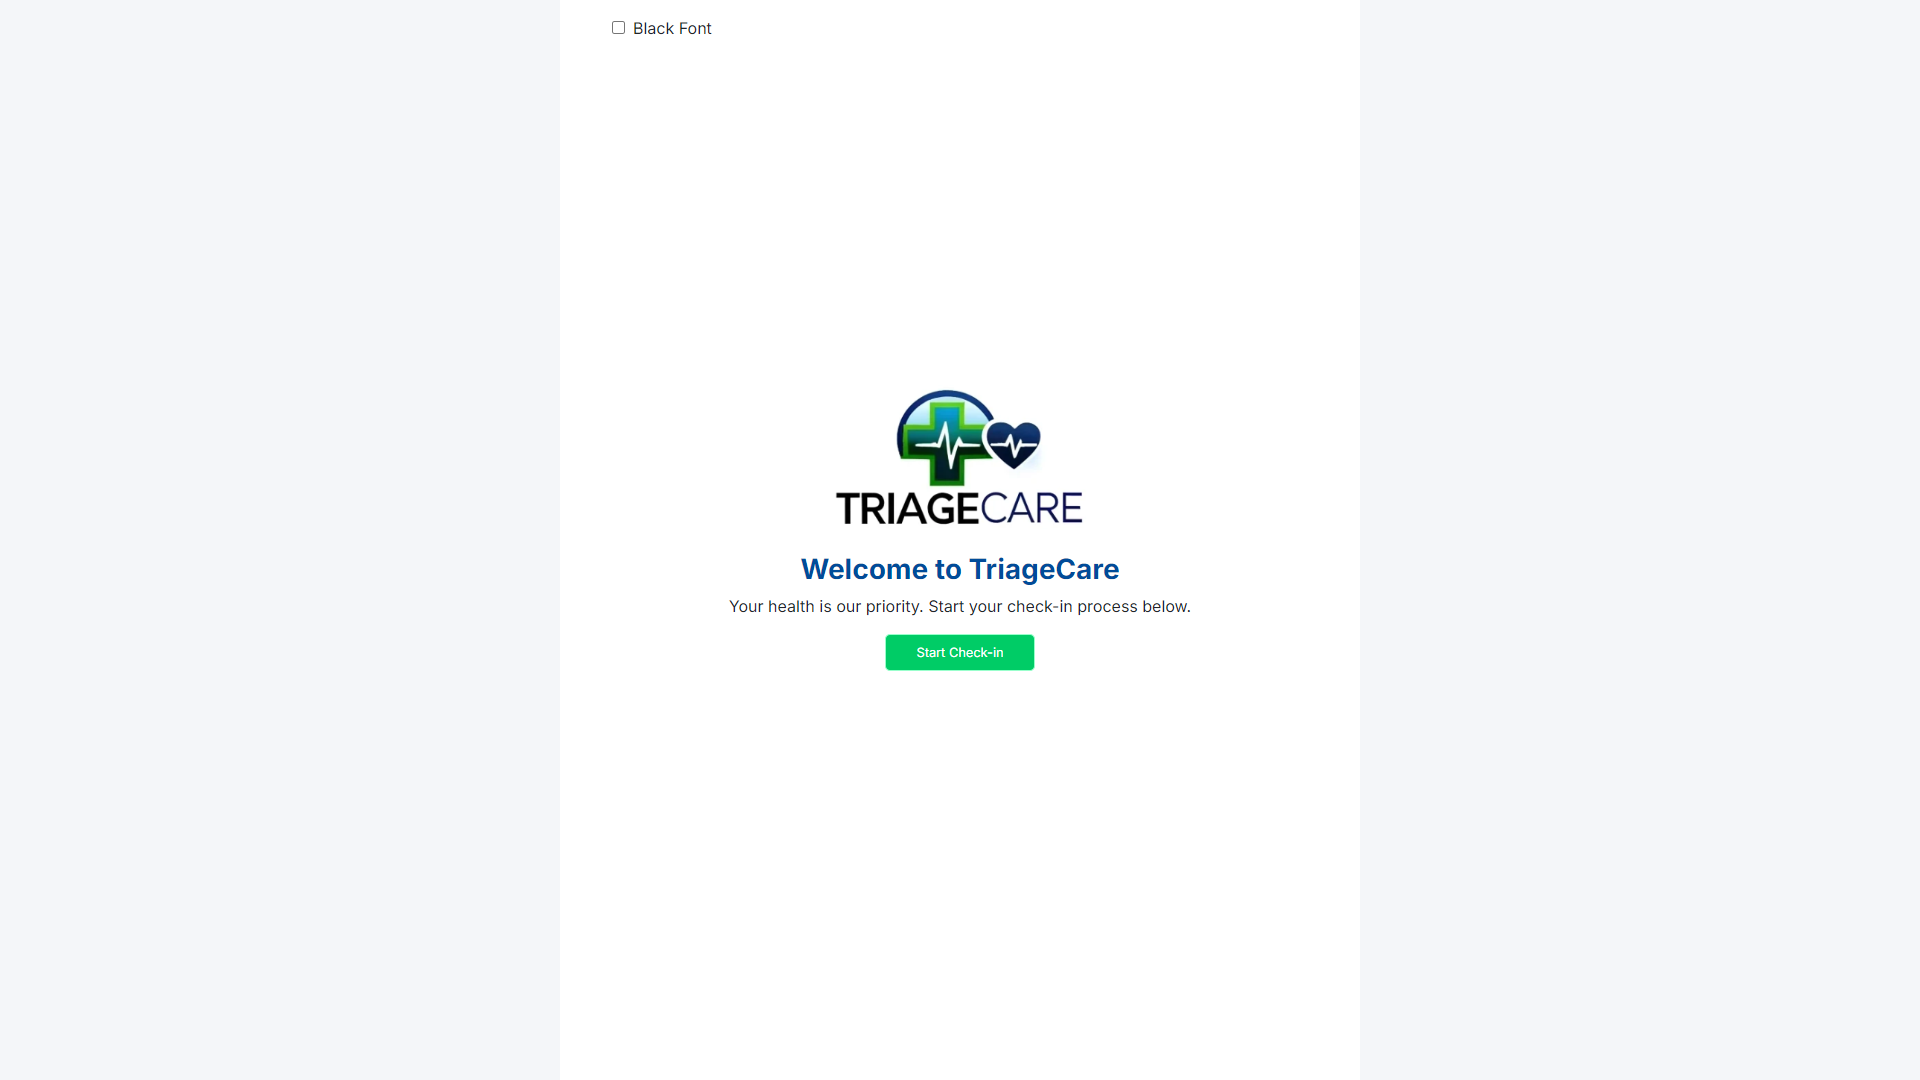 Black Font
TRIAGECARE
Welcome to TriageCare
Your health is our priority. Start your check-in process below.
Start Check-in